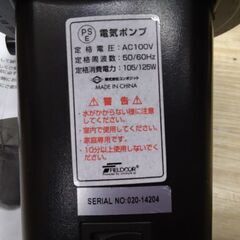 PS
E
電気ポンプ
定格電圧：AC100V
定格周波数：50/60Hz
定格消費電力：105/125W
株式会社コンポジット
MADE IN CHINA
⚠ 警告 ⚠
・水がかからない様に注意してください。
・室内で使用してください。
・家庭専用です。
・10分以上使用しないでください。
FIELDOOR
SERIAL NO:020-14204